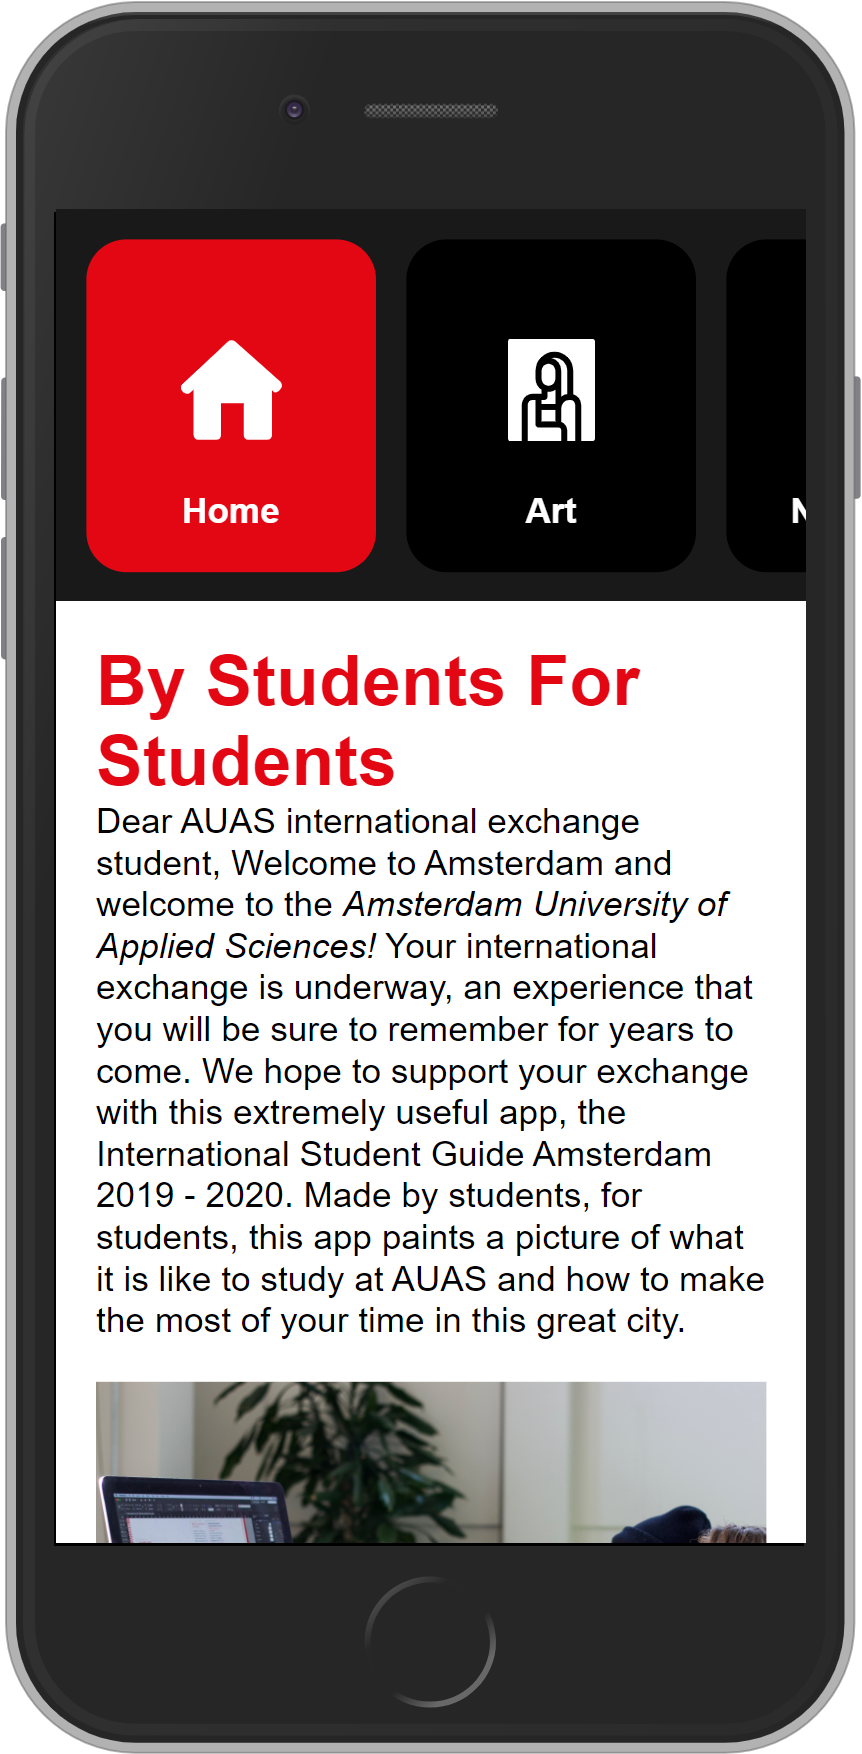 Home
Art
N
By Students For
Students
Dear AUAS international exchange
student, Welcome to Amsterdam and
welcome to the Amsterdam University of
Applied Sciences! Your international
exchange is underway, an experience that
you will be sure to remember for years to
come. We hope to support your exchange
with this extremely useful app, the
International Student Guide Amsterdam
2019 - 2020. Made by students, for
students, this app paints a picture of what
it is like to study at AUAS and how to make
the most of your time in this great city.